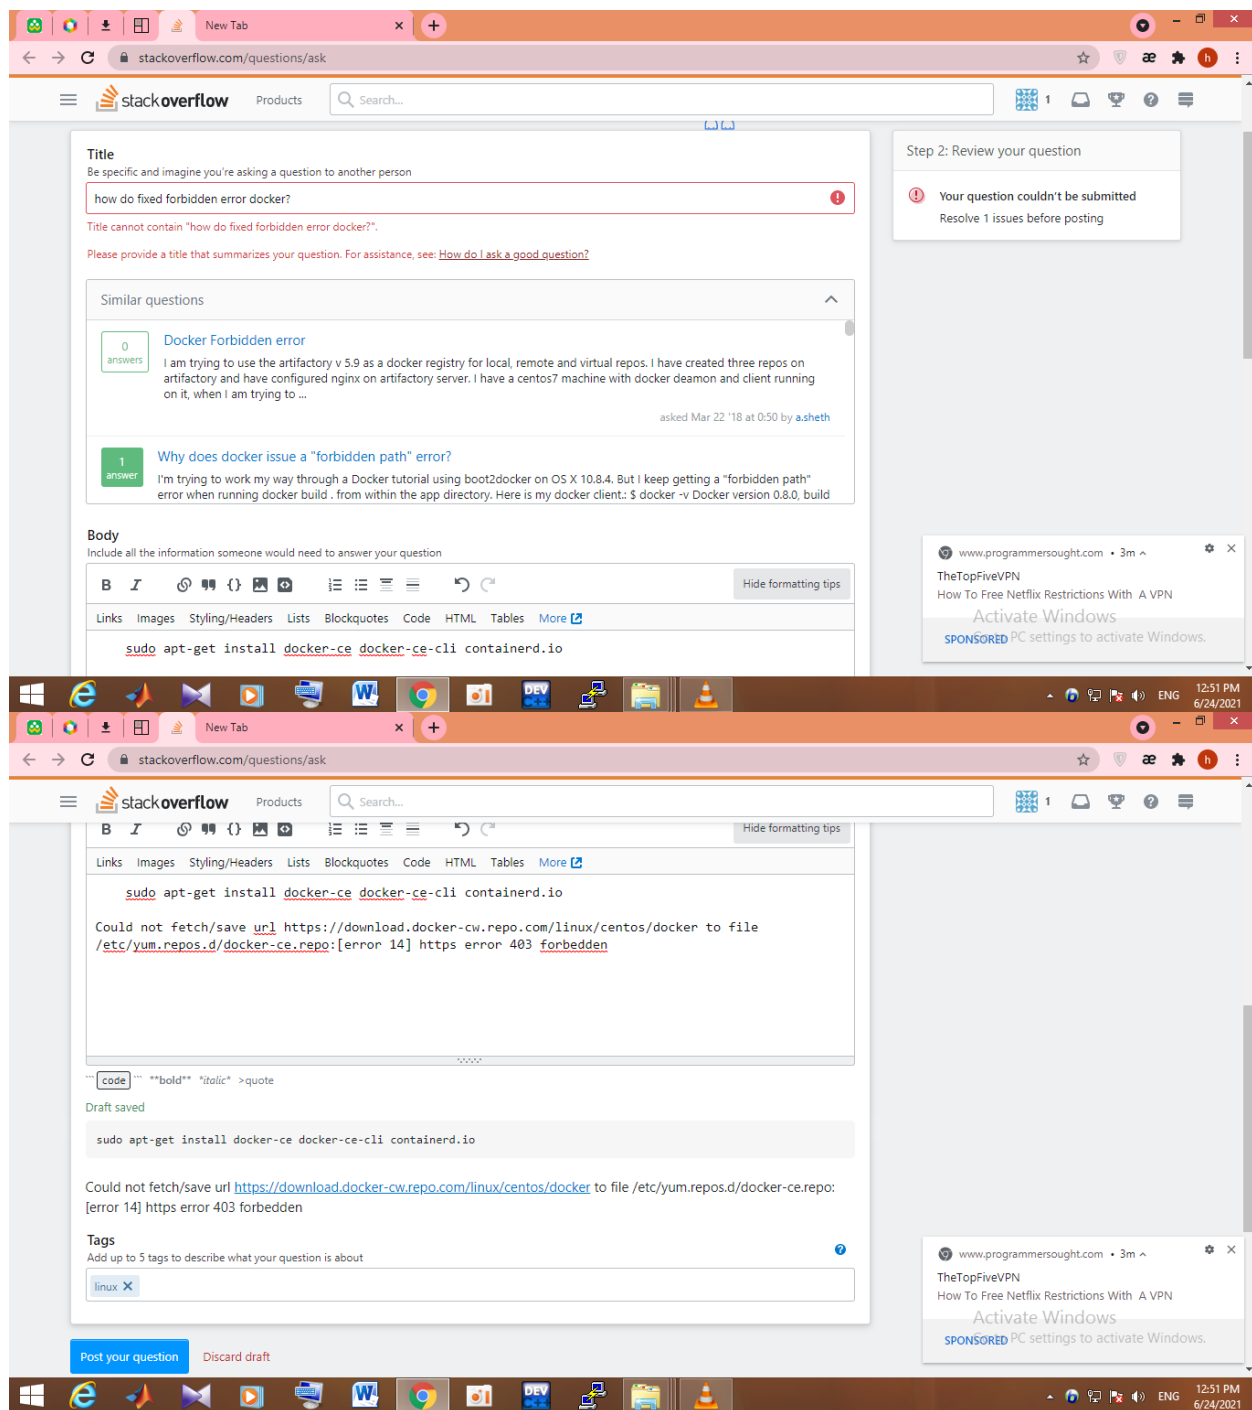 New Tab
stackoverflow.com/questions/ask
h
stackoverflow Products Search... 1
Title
Be specific and imagine you're asking a question to another person
how do fixed forbidden error docker?
Title cannot contain "how do fixed forbidden error docker?".
Please provide a title that summarizes your question. For assistance, see: How do I ask a good question?
Similar questions
0 answers
Docker Forbidden error
I am trying to use the artifactory v 5.9 as a docker registry for local, remote and virtual repos. I have created three repos on
artifactory and have configured nginx on artifactory server. I have a centos7 machine with docker deamon and client running
on it, when I am trying to ...
asked Mar 22 '18 at 0:50 by a.sheth
1 answer
Why does docker issue a "forbidden path" error?
I'm trying to work my way through a Docker tutorial using boot2docker on OS X 10.8.4. But I keep getting a "forbidden path"
error when running docker build . from within the app directory. Here is my docker client.: $ docker -v Docker version 0.8.0, build
Step 2: Review your question
Your question couldn't be submitted
Resolve 1 issues before posting
Body
Include all the information someone would need to answer your question
B I {} Hide formatting tips
Links Images Styling/Headers Lists Blockquotes Code HTML Tables More
sudo apt-get install docker-ce docker-ce-cli containerd.io
www.programmersought.com • 3m
TheTopFiveVPN
How To Free Netflix Restrictions With A VPN
Activate Windows
SPONSORED
Go to PC settings to activate Windows.
DEV
ENG
12:51 PM
6/24/2021
New Tab
stackoverflow.com/questions/ask
h
stackoverflow Products Search... 1
B I {} Hide formatting tips
Links Images Styling/Headers Lists Blockquotes Code HTML Tables More
sudo apt-get install docker-ce docker-ce-cli containerd.io
Could not fetch/save url https://download.docker-cw.repo.com/linux/centos/docker to file
/etc/yum.repos.d/docker-ce.repo:[error 14] https error 403 forbedden
``` code ``` **bold** *italic* >quote
Draft saved
sudo apt-get install docker-ce docker-ce-cli containerd.io
Could not fetch/save url https://download.docker-cw.repo.com/linux/centos/docker to file /etc/yum.repos.d/docker-ce.repo:
[error 14] https error 403 forbedden
Tags
Add up to 5 tags to describe what your question is about
linux
www.programmersought.com • 3m
TheTopFiveVPN
How To Free Netflix Restrictions With A VPN
Activate Windows
SPONSORED
Go to PC settings to activate Windows.
Post your question Discard draft
DEV
ENG
12:51 PM
6/24/2021